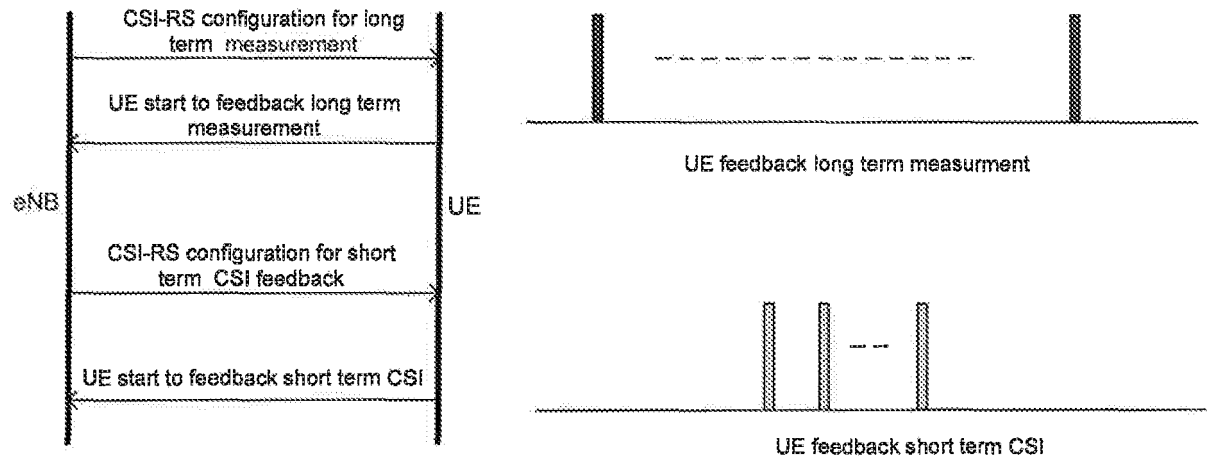 CSI-RS configuration for long
term measurement
UE start to feedback long term
measurement
eNB
UE
CSI-RS configuration for short
term CSI feedback
UE start to feedback short term CSI
UE feedback long term measurment
UE feedback short term CSI